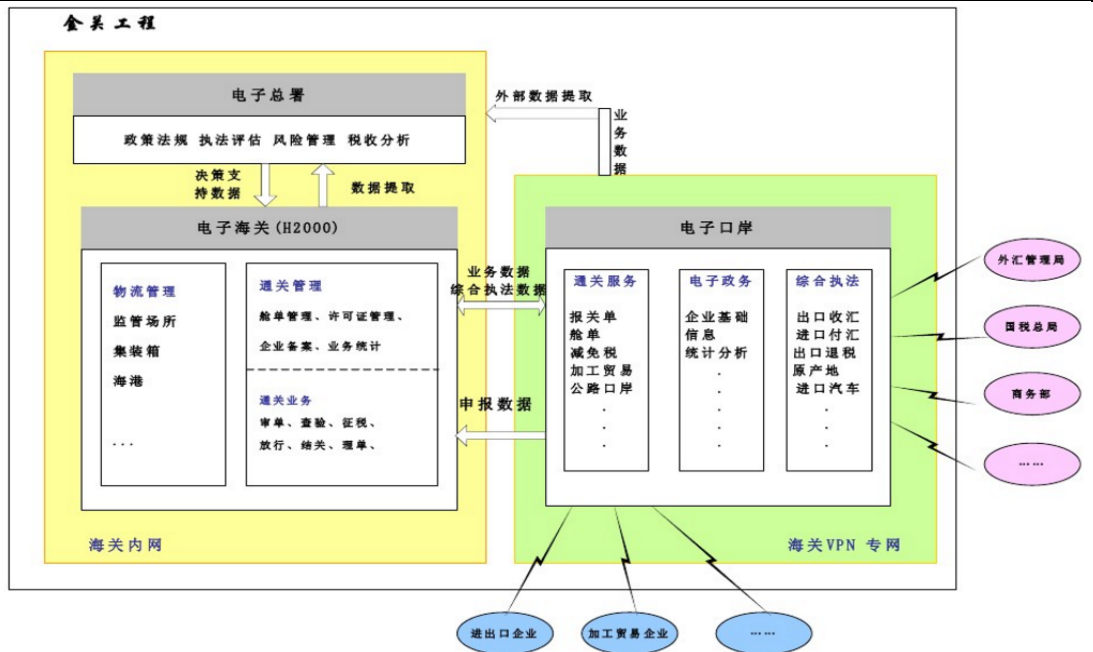 金关工程
电子总署
政策法规 执法评估 风险管理 税收分析
外部数据提取
业务数据
决策支
持数据
数据提取
电子海关(H2000)
物流管理
监管场所
集装箱
海港
...
通关管理
舱单管理、许可证管理、
企业备案、业务统计
通关业务
审单、查验、征税、
放行、结关、理单、
海关内网
业务数据
综合执法数据
申报数据
电子口岸
通关服务
报关单
舱单
减免税
加工贸易
公路口岸
.
.
.
电子政务
企业基础
信息
统计分析
.
.
.
.
.
综合执法
出口收汇
进口付汇
出口退税
原产地
进口汽车
.
.
.
海关VPN 专网
外汇管理局
国税总局
商务部
……
进出口企业
加工贸易企业
……